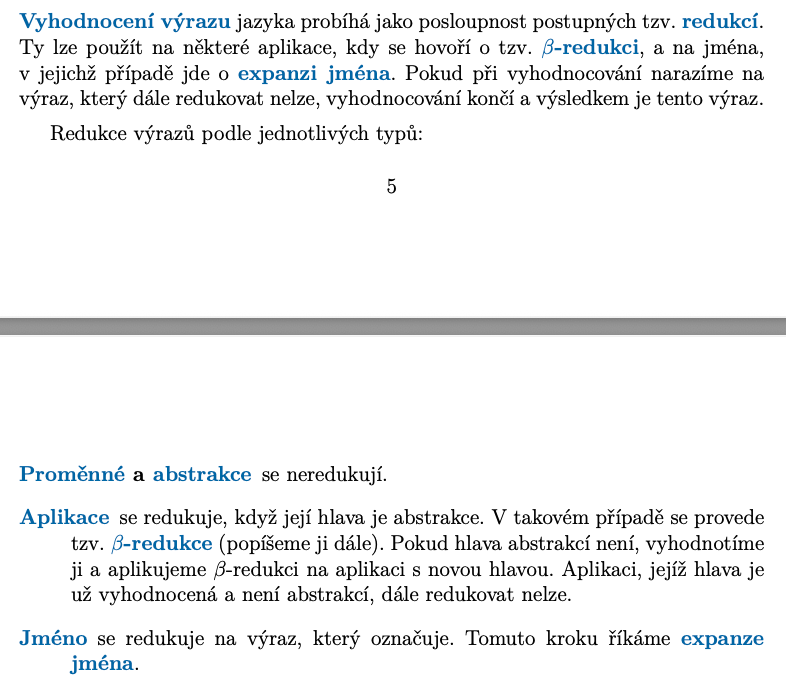 Vyhodnocení výrazu jazyka probíhá jako posloupnost postupných tzv. redukcí.
Ty lze použít na některé aplikace, kdy se hovoří o tzv. β-redukci, a na jména,
v jejichž případě jde o expanzi jména. Pokud při vyhodnocování narazíme na
výraz, který dále redukovat nelze, vyhodnocování končí a výsledkem je tento výraz.
Redukce výrazů podle jednotlivých typů:
5
Proměnné a abstrakce se neredukují.
Aplikace se redukuje, když její hlava je abstrakce. V takovém případě se provede
tzv. β-redukce (popíšeme ji dále). Pokud hlava abstrakcí není, vyhodnotíme
ji a aplikujeme β-redukci na aplikaci s novou hlavou. Aplikaci, jejíž hlava je
už vyhodnocená a není abstrakcí, dále redukovat nelze.
Jméno se redukuje na výraz, který označuje. Tomuto kroku říkáme expanze
jména.